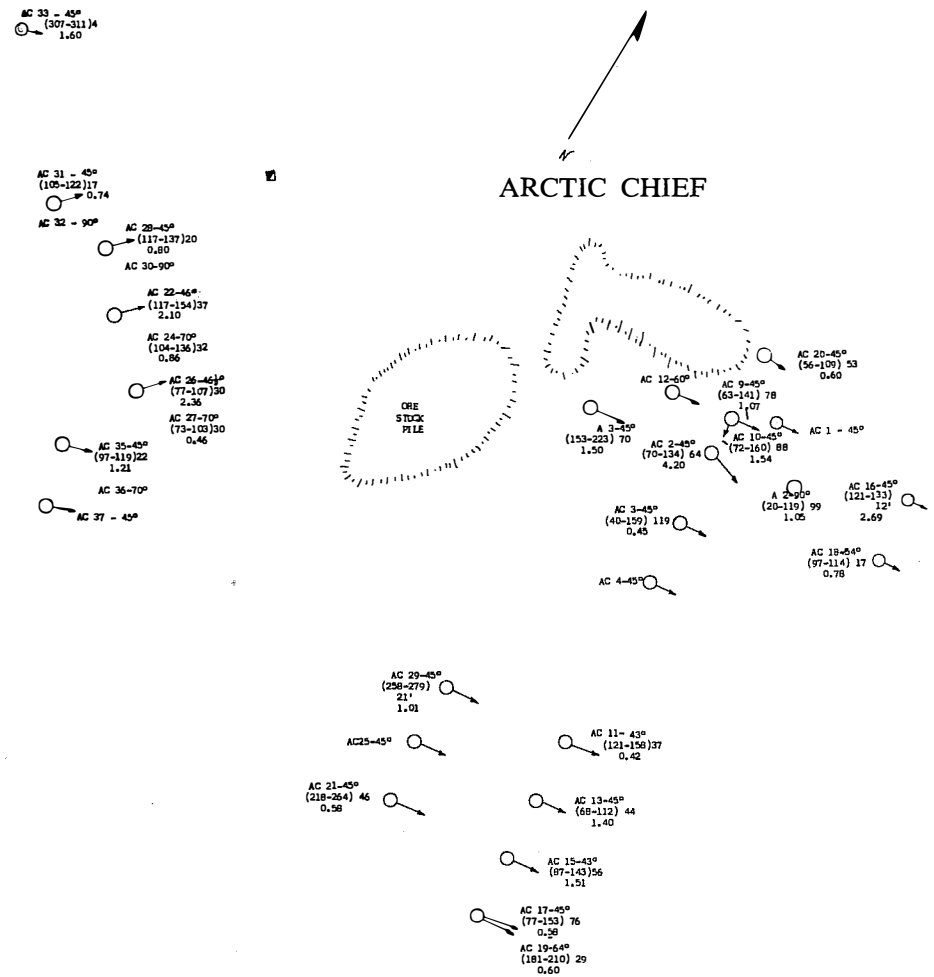 AC 33 - 45°
(307-311)4
1.60
N
ARCTIC CHIEF
AC 31 - 45°
(105-122)17
0.74
AC 32 - 90°
AC 28-45°
(117-137)20
0.80
AC 30-90°
AC 22-46°
(117-154)37
2.10
AC 24-70°
(104-136)32
0.86
AC 26-46½°
(77-107)30
2.36
AC 27-70°
(73-103)30
0.46
AC 35-45°
(97-119)22
1.21
AC 36-70°
AC 37 - 45°
ORE
STOCK
PILE
AC 20-45°
(56-109) 53
0.60
AC 12-60°
AC 9-45°
(63-141) 78
1.07
A 3-45°
(153-223) 70
1.50
AC 2-45°
(70-134) 64
4.20
AC 10-45°
(72-160) 88
1.54
AC 1 - 45°
A 2-90°
(20-119) 99
1.05
AC 16-45°
(121-133)
12'
2.69
AC 3-45°
(40-159) 119
0.45
AC 18-54°
(97-114) 17
0.78
AC 4-45°
AC 29-45°
(258-279)
21'
1.01
AC25-45°
AC 11- 43°
(121-158)37
0.42
AC 21-45°
(218-264) 46
0.58
AC 13-45°
(68-112) 44
1.40
AC 15-43°
(87-143)56
1.51
AC 17-45°
(77-153) 76
0.58
AC 19-64°
(181-210) 29
0.60